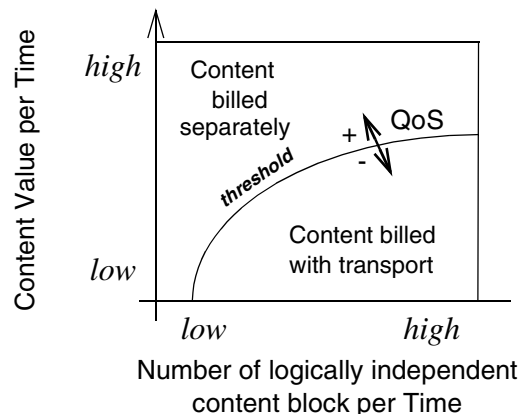 Content Value per Time
high
low
Content
billed
separately
threshold
+
-
QoS
Content billed
with transport
low
high
Number of logically independent
content block per Time